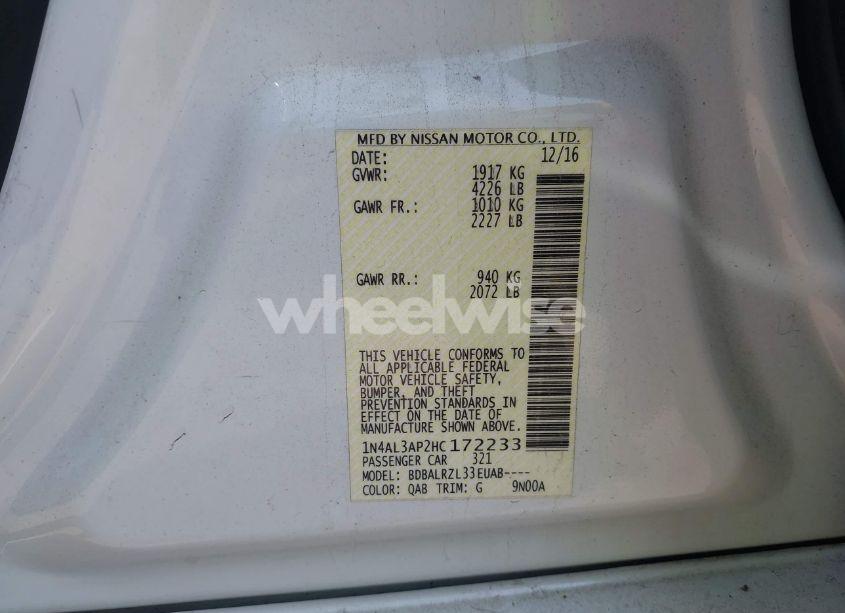 MFD BY NISSAN MOTOR CO., LTD.
DATE: 12/16
GVWR: 1917 KG
4226 LB
GAWR FR.: 1010 KG
2227 LB
GAWR RR.: 940 KG
2072 LB
wheelwise
THIS VEHICLE CONFORMS TO
ALL APPLICABLE FEDERAL
MOTOR VEHICLE SAFETY,
BUMPER, AND THEFT
PREVENTION STANDARDS IN
EFFECT ON THE DATE OF
MANUFACTURE SHOWN ABOVE.
1N4AL3AP2HC172233
PASSENGER CAR 321
MODEL: BDBALRZL33EUAB----
COLOR: QAB TRIM: G 9N00A